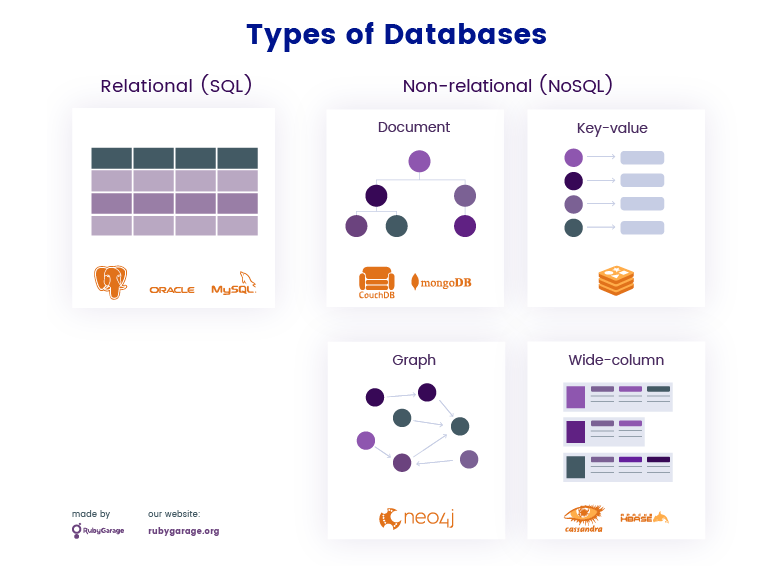 Types of Databases
Relational (SQL)
Non-relational (NoSQL)
ORACLE
MySQL
Document
CouchDB
mongoDB
Key-value
Graph
neo4j
Wide-column
cassandra
HBASE
made by
RubyGarage
our website:
rubygarage.org